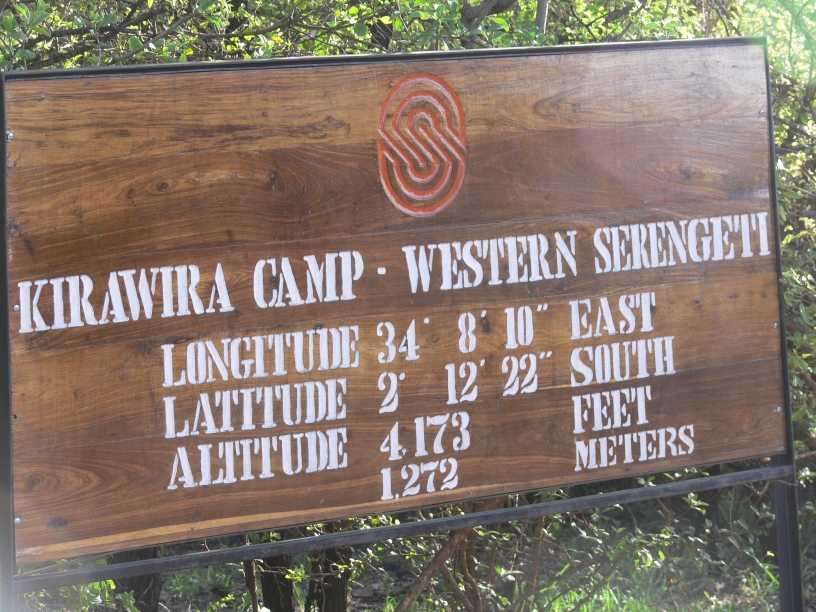 KIRAWIRA CAMP - WESTERN SERENGETI
LONGITUDE 34° 8' 10" EAST
LATITUDE 2° 12' 22" SOUTH
ALTITUDE 4,173 FEET
1,272 METERS